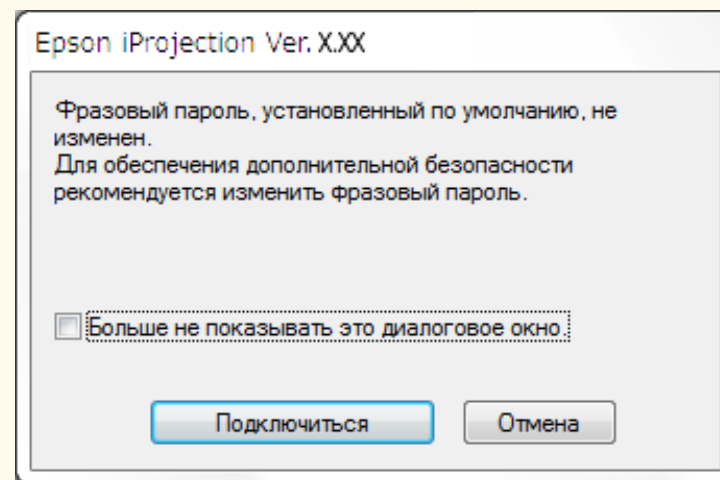 Epson iProjection Ver. X.XX
Фразовый пароль, установленный по умолчанию, не
изменен.
Для обеспечения дополнительной безопасности
рекомендуется изменить фразовый пароль.
Больше не показывать это диалоговое окно.
Подключиться
Отмена